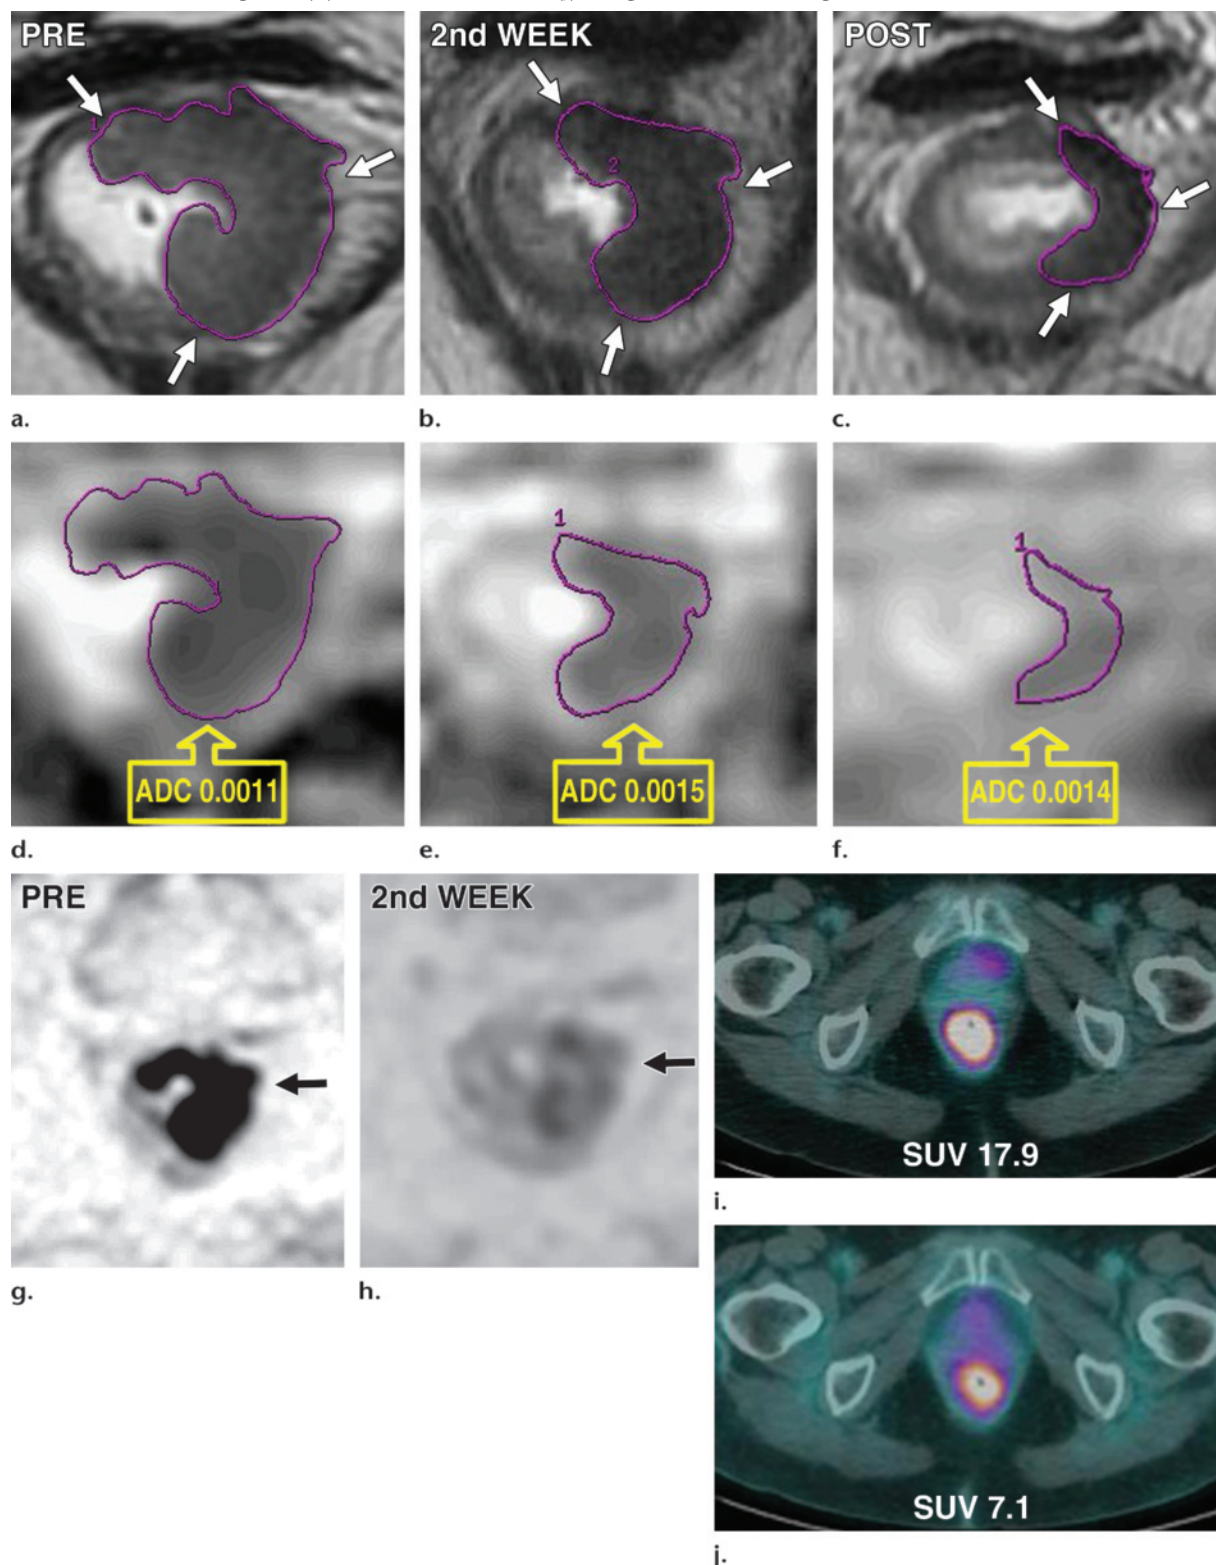 PRE
2nd WEEK
POST
1
2
a.
b.
c.
1
1
ADC 0.0011
ADC 0.0015
ADC 0.0014
d.
e.
f.
PRE
2nd WEEK
SUV 17.9
i.
g.
h.
SUV 7.1
j.